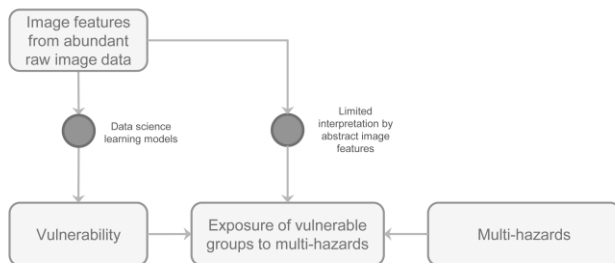 Image features
from abundant
raw image data
Data science
learning models
Limited
interpretation by
abstract image
features
Vulnerability
Exposure of vulnerable
groups to multi-hazards
Multi-hazards